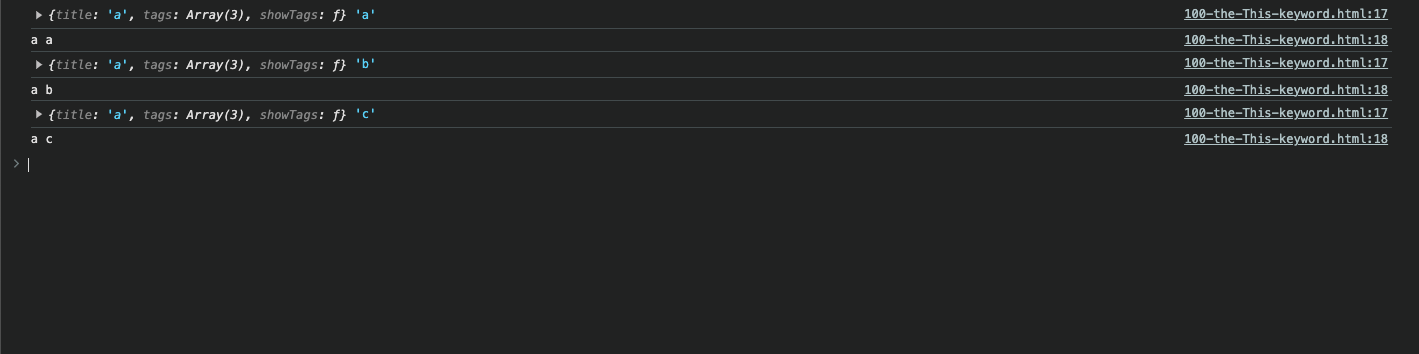 ▶ {title: 'a', tags: Array(3), showTags: ƒ} 'a' 100-the-This-keyword.html:17
a a 100-the-This-keyword.html:18
▶ {title: 'a', tags: Array(3), showTags: ƒ} 'b' 100-the-This-keyword.html:17
a b 100-the-This-keyword.html:18
▶ {title: 'a', tags: Array(3), showTags: ƒ} 'c' 100-the-This-keyword.html:17
a c 100-the-This-keyword.html:18
>